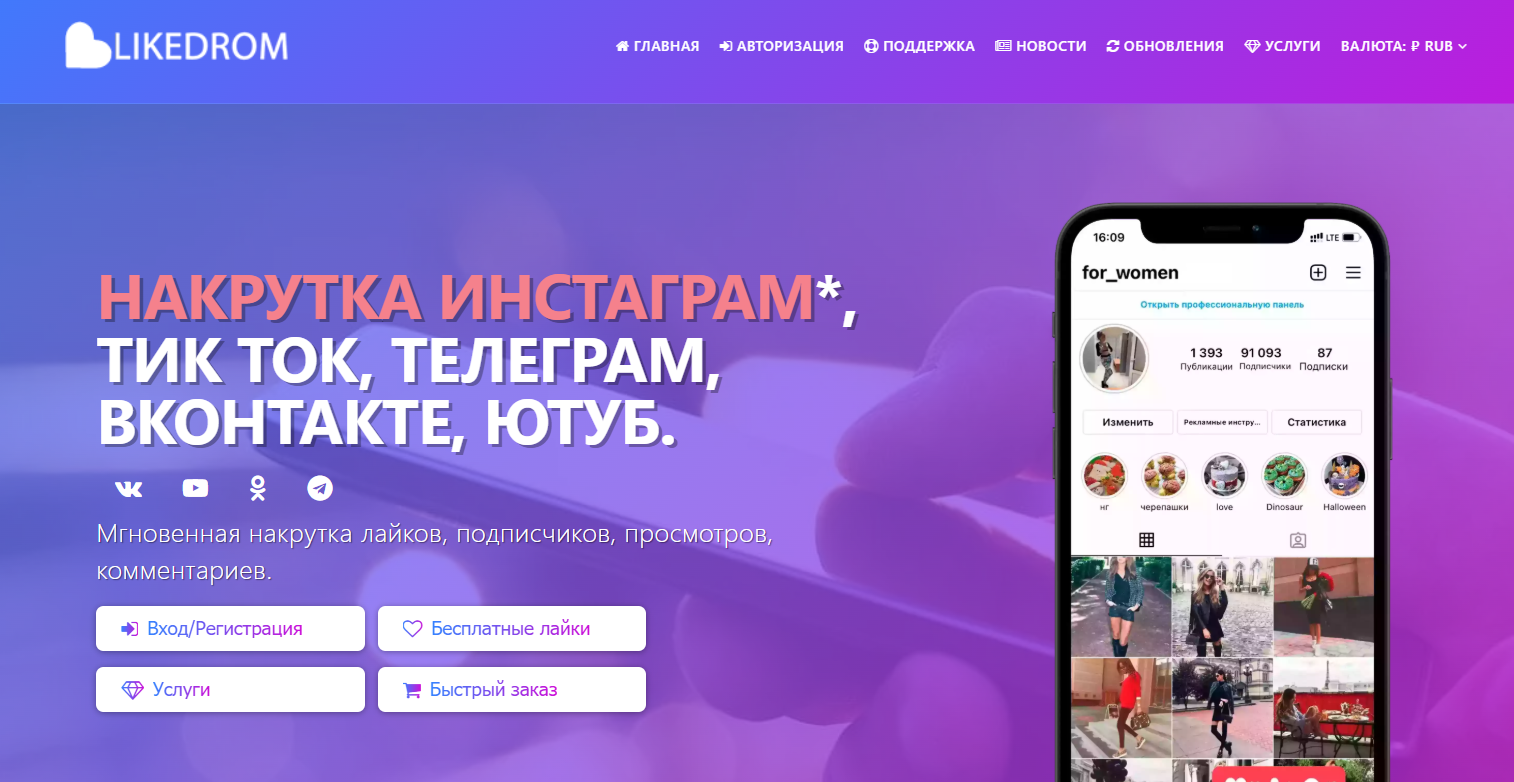 LIKEDROM
ГЛАВНАЯ АВТОРИЗАЦИЯ ПОДДЕРЖКА НОВОСТИ ОБНОВЛЕНИЯ УСЛУГИ ВАЛЮТА: ₽ RUB
НАКРУТКА ИНСТАГРАМ*,
ТИК ТОК, ТЕЛЕГРАМ,
ВКОНТАКТЕ, ЮТУБ.
Мгновенная накрутка лайков, подписчиков, просмотров,
комментариев.
Вход/Регистрация Бесплатные лайки
Услуги Быстрый заказ
16:09 LTE
for_women
Открыть профессиональную панель
1 393 91 093 87
Публикации Подписчики Подписки
Изменить Рекламные инстру... Статистика
нг черепашки love Dinosaur Halloween